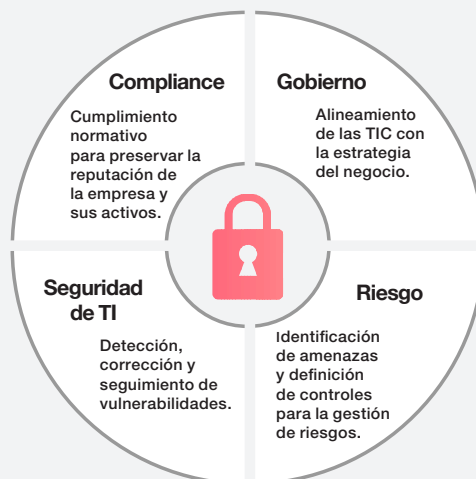 Compliance
Cumplimiento
normativo
para preservar la
reputación de
la empresa y
sus activos.
Gobierno
Alineamiento
de las TIC con
la estrategia
del negocio.
Seguridad
de TI
Detección,
corrección y
seguimiento de
vulnerabilidades.
Riesgo
Identificación
de amenazas
y definición
de controles
para la gestión
de riesgos.